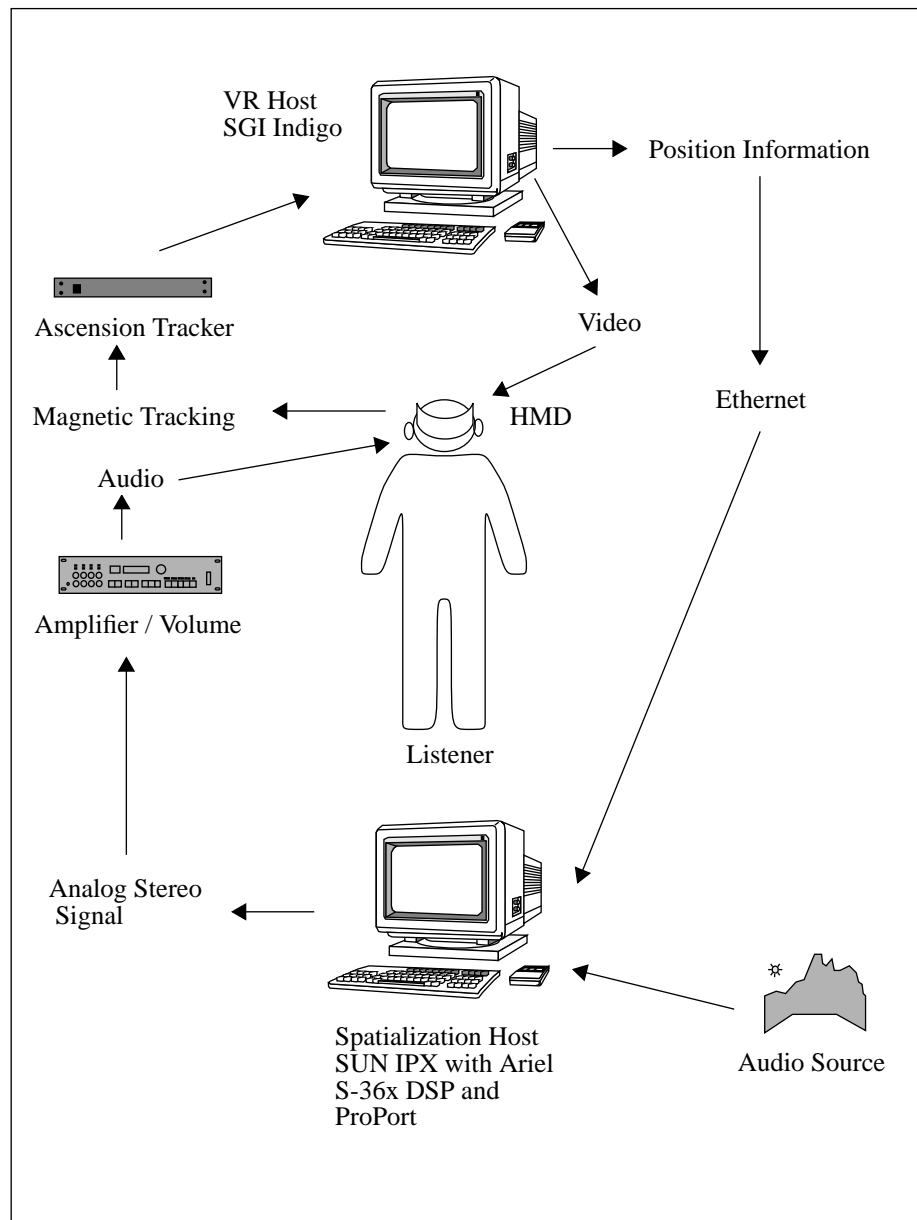 VR Host
SGI Indigo
Position Information
Ascension Tracker
Video
Magnetic Tracking
HMD
Ethernet
Audio
Amplifier / Volume
Listener
Analog Stereo
Signal
Spatialization Host
SUN IPX with Ariel
S-36x DSP and
ProPort
Audio Source